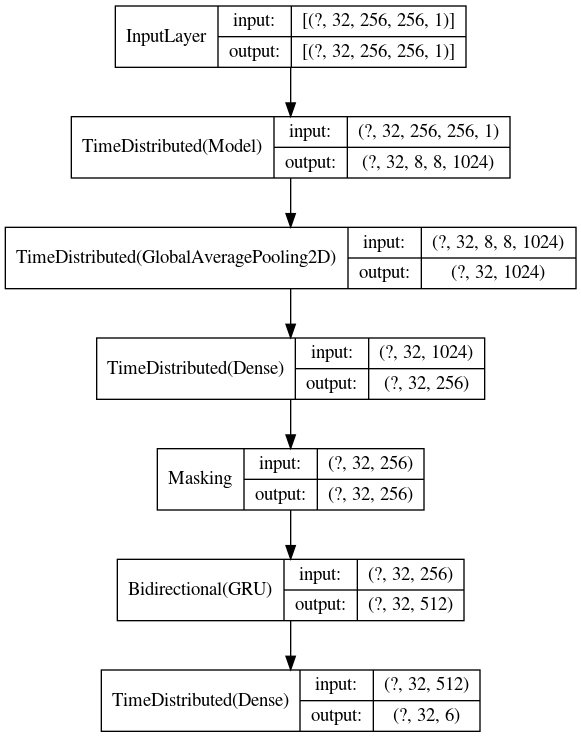 InputLayer
input: [(?, 32, 256, 256, 1)]
output: [(?, 32, 256, 256, 1)]
TimeDistributed(Model)
input: (?, 32, 256, 256, 1)
output: (?, 32, 8, 8, 1024)
TimeDistributed(GlobalAveragePooling2D)
input: (?, 32, 8, 8, 1024)
output: (?, 32, 1024)
TimeDistributed(Dense)
input: (?, 32, 1024)
output: (?, 32, 256)
Masking
input: (?, 32, 256)
output: (?, 32, 256)
Bidirectional(GRU)
input: (?, 32, 256)
output: (?, 32, 512)
TimeDistributed(Dense)
input: (?, 32, 512)
output: (?, 32, 6)